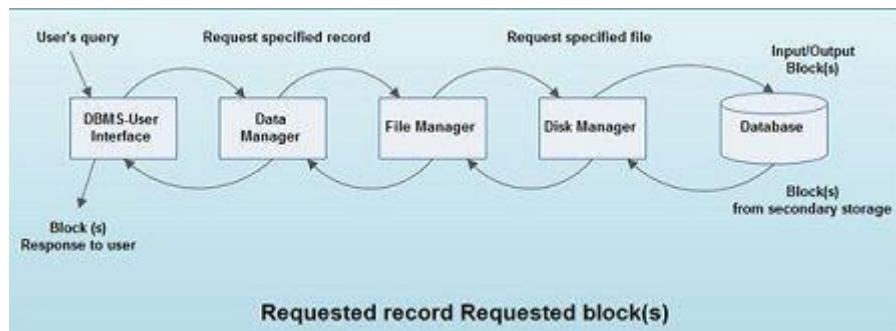 User's query
Request specified record
Request specified file
Input/Output
Block(s)
DBMS-User
Interface
Data
Manager
File Manager
Disk Manager
Database
Block (s)
Response to user
Block(s)
from secondary storage
Requested record Requested block(s)